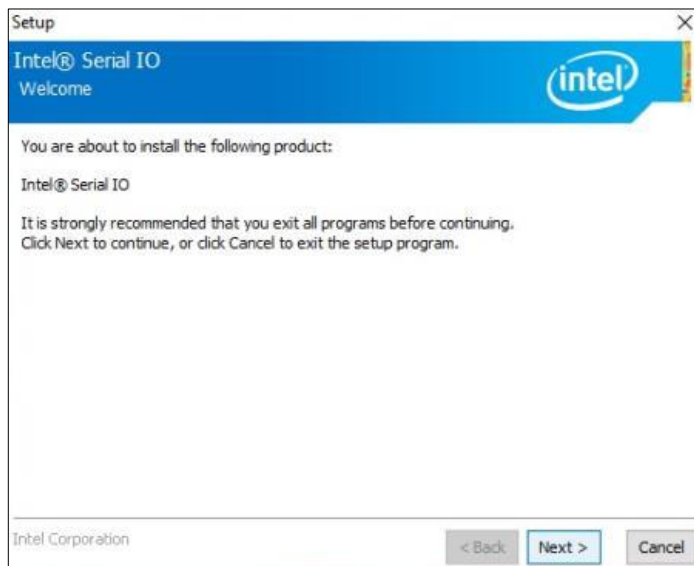 Setup
Intel® Serial IO
Welcome
intel
You are about to install the following product:
Intel® Serial IO
It is strongly recommended that you exit all programs before continuing.
Click Next to continue, or click Cancel to exit the setup program.
Intel Corporation
< Back
Next >
Cancel